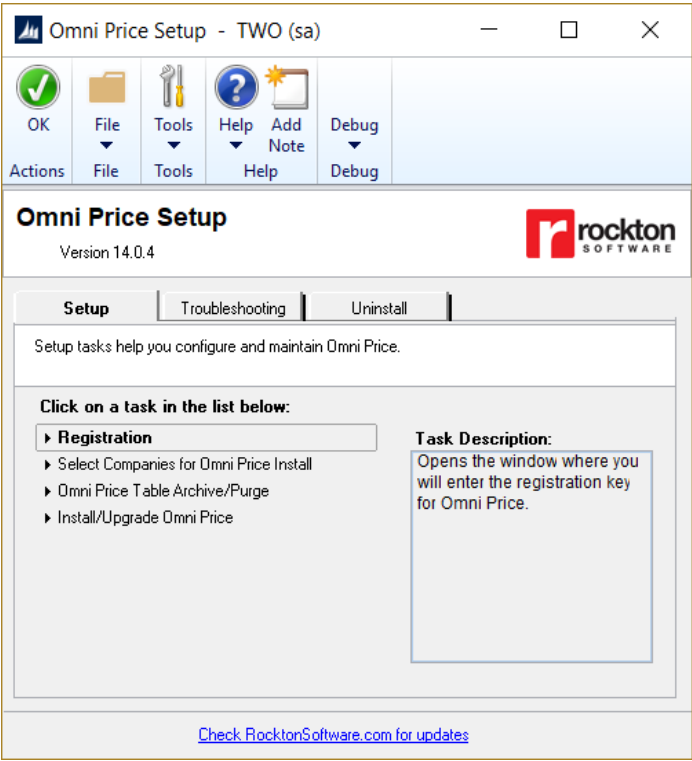 Omni Price Setup - TWO (sa)
OK
File
Tools
Help
Add Note
Debug
Actions
File
Tools
Help
Debug
Omni Price Setup
Version 14.0.4
rockton
SOFTWARE
Setup
Troubleshooting
Uninstall
Setup tasks help you configure and maintain Omni Price.
Click on a task in the list below:
Registration
Select Companies for Omni Price Install
Omni Price Table Archive/Purge
Install/Upgrade Omni Price
Task Description:
Opens the window where you
will enter the registration key
for Omni Price.
Check RocktonSoftware.com for updates